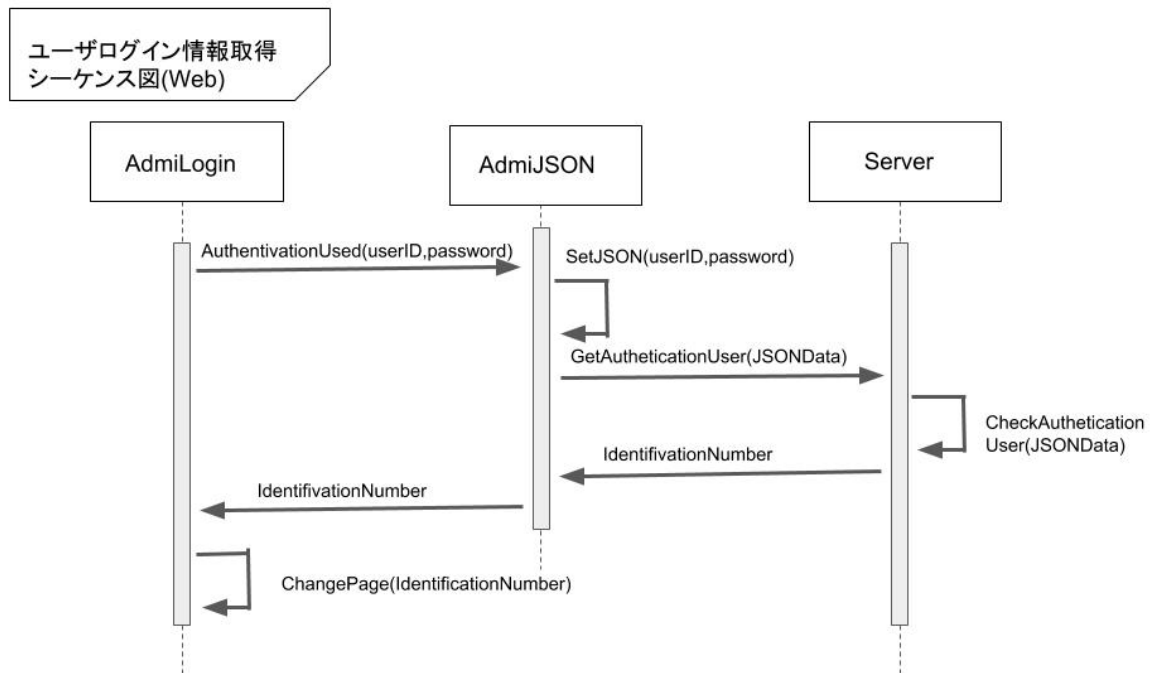 ユーザログイン情報取得
シーケンス図(Web)
AdmiLogin
AdmiJSON
Server
AuthentivationUsed(userID,password)
SetJSON(userID,password)
GetAutheticationUser(JSONData)
CheckAuthetication
User(JSONData)
IdentifivationNumber
IdentifivationNumber
ChangePage(IdentificationNumber)